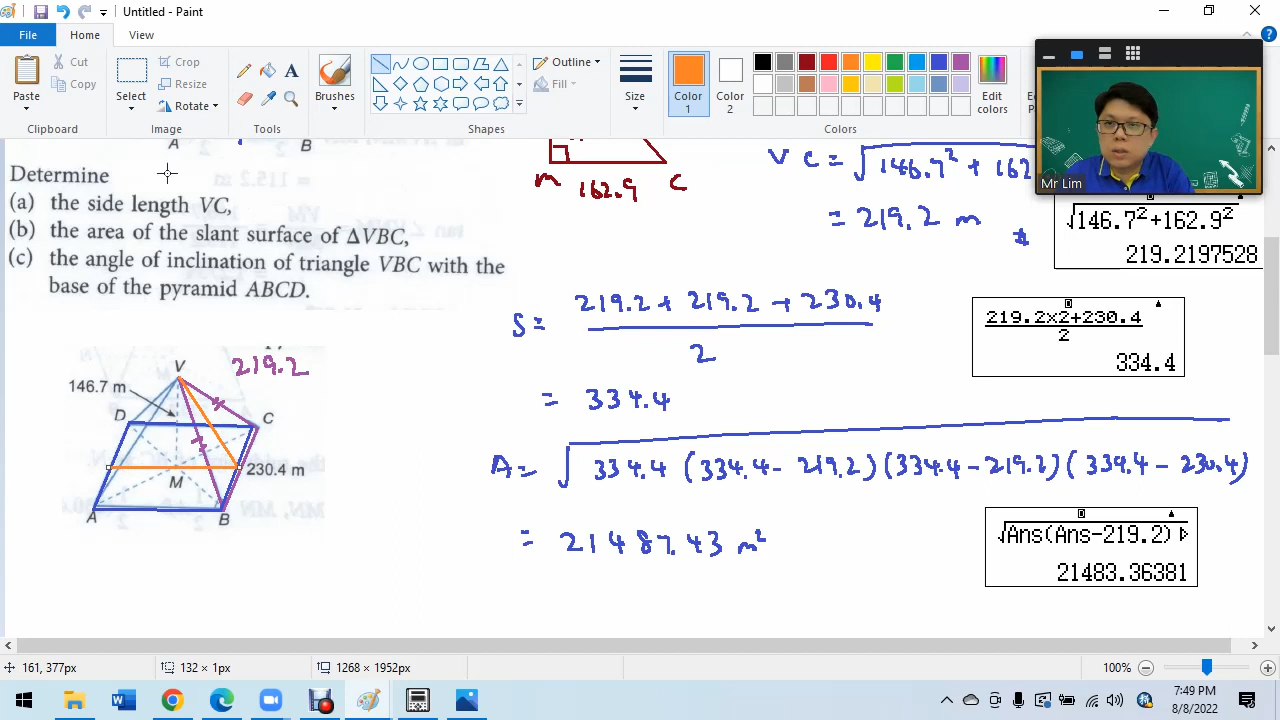 Untitled - Paint
File Home View
Paste
Cut
Copy
Clipboard
Select
Crop
Resize
Rotate
Image
Tools
Brushes
Outline
Fill
Shapes
Size
Color 1
Color 2
Edit colors
Colors
Mr Lim
A B
Determine
(a) the side length VC,
(b) the area of the slant surface of ΔVBC,
(c) the angle of inclination of triangle VBC with the
base of the pyramid ABCD.
M 162.9 C
VC = √146.7² + 162
= 219.2 m
√146.7²+162.9²
219.2197528
S = 219.2 + 219.2 + 230.4
2
= 334.4
219.2x2+230.4
2
334.4
V
219.2
146.7 m
D
C
230.4 m
M
A
B
A = √334.4 (334.4 - 219.2)(334.4 - 219.2)(334.4 - 230.4)
= 21487.43 m²
√Ans(Ans-219.2)
21483.36381
161, 377px
132 × 1px
1268 × 1952px
100%
7:49 PM
8/8/2022